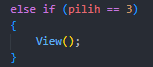 else if (pilih == 3)
{
    View();
}